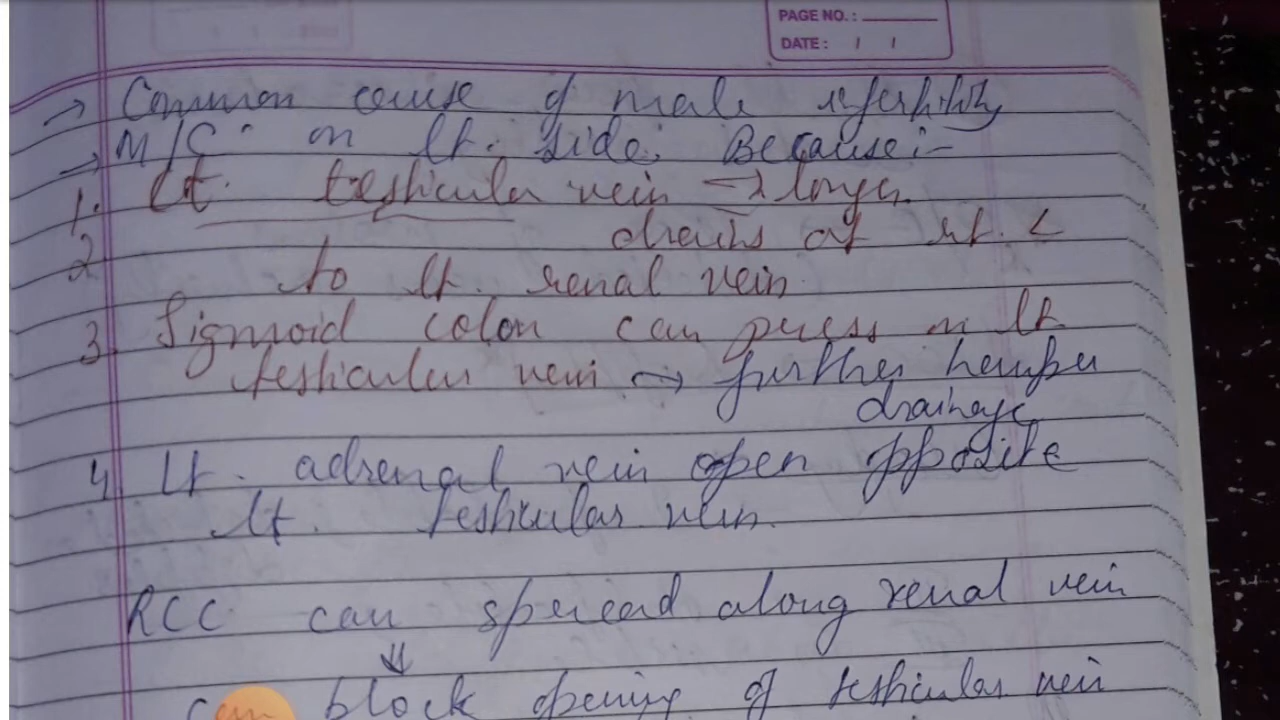 PAGE NO.:
DATE: / /
→ Common cause of male infertility
→ M/C on lt. side. Because:-
1. lt. testicular vein → longer.
2 drains at rt. <
to lt. renal vein.
3. Sigmoid colon can press on lt
testicular vein → further hamper
drainage
4 lt. adrenal vein open opposite
lt. testicular vein.
RCC can spread along renal vein
⇓
can block opening of testicular vein